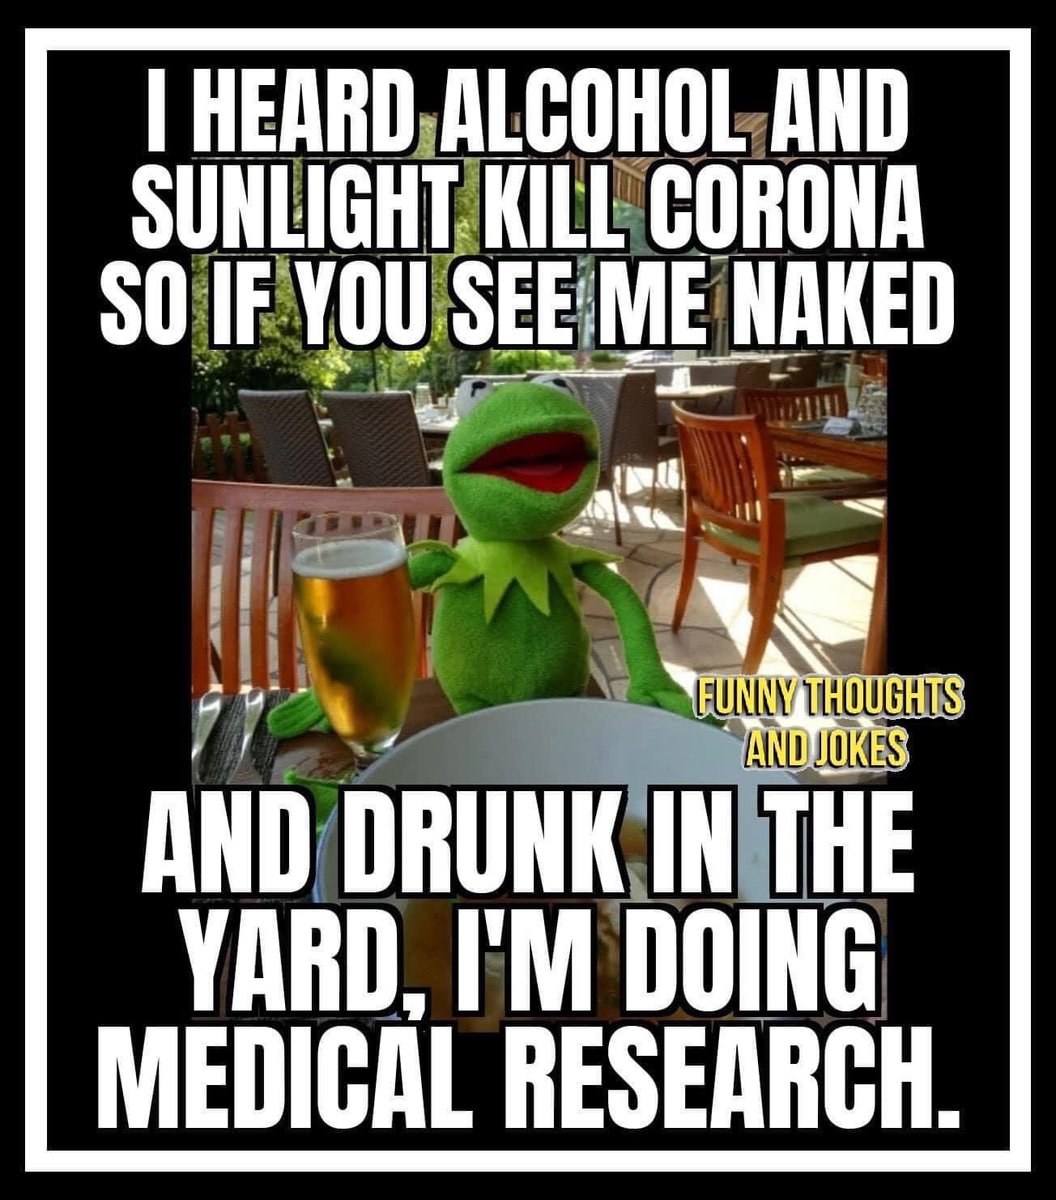 I HEARD ALCOHOL AND
SUNLIGHT KILL CORONA
SO IF YOU SEE ME NAKED
FUNNY THOUGHTS
AND JOKES
AND DRUNK IN THE
YARD, I'M DOING
MEDICAL RESEARCH.